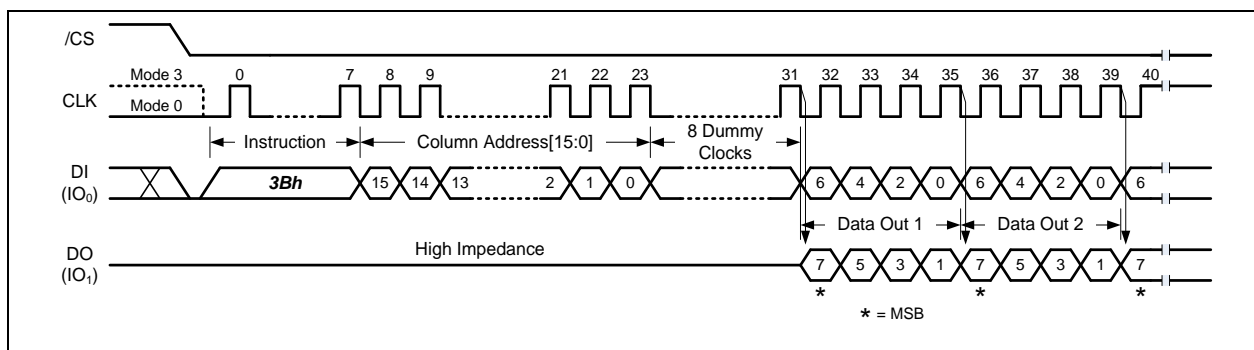 /CS
Mode 3 0 7 8 9 21 22 23 31 32 33 34 35 36 37 38 39 40
CLK Mode 0
Instruction Column Address[15:0] 8 Dummy
Clocks
DI
(IO₀) 3Bh 15 14 13 2 1 0 6 4 2 0 6 4 2 0 6
Data Out 1 Data Out 2
High Impedance
DO
(IO₁) 7 5 3 1 7 5 3 1 7
* * *
* = MSB